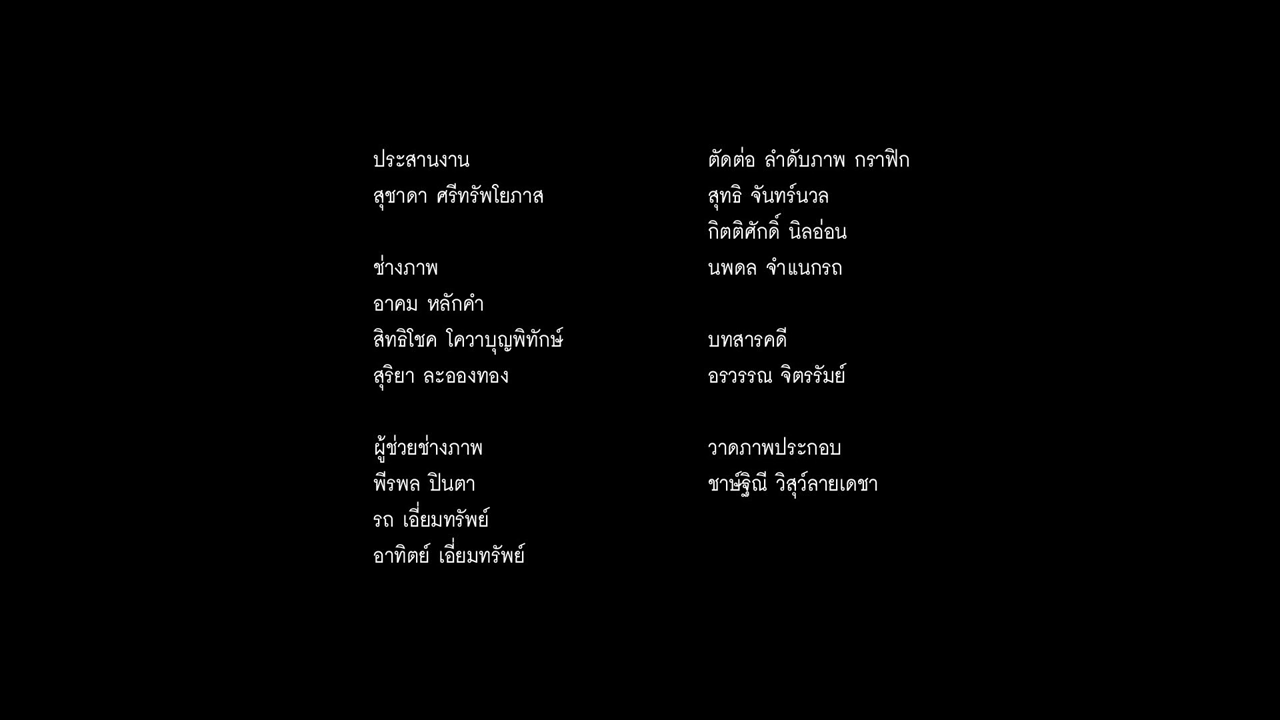 ประสานงาน
สุชาดา ศรีทรัพโยภาส
ช่างภาพ
อาคม หลักคำ
สิทธิโชค โควาบุญพิทักษ์
สุริยา ละอองทอง
ผู้ช่วยช่างภาพ
พีรพล ปินตา
รถ เอี่ยมทรัพย์
อาทิตย์ เอี่ยมทรัพย์
ตัดต่อ ลำดับภาพ กราฟิก
สุทธิ จันทร์นวล
กิตติศักดิ์ นิลอ่อน
นพดล จำแนกรถ
บทสารคดี
อรวรรณ จิตรรัมย์
วาดภาพประกอบ
ชาษ์ฐิณี วิสุว์ลายเดชา